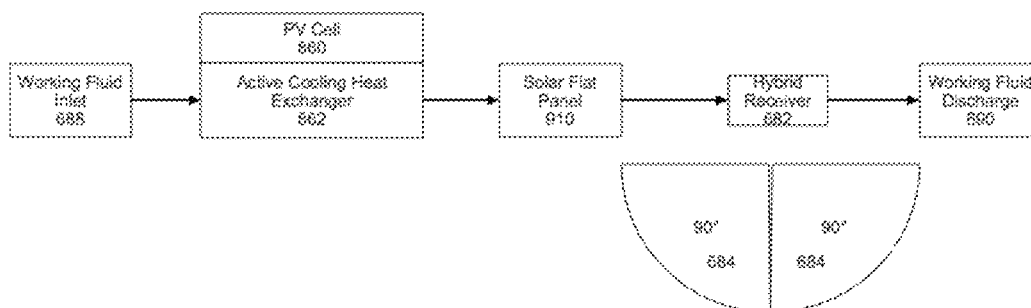 PV Cell
860
Working Fluid
Inlet
688
Active Cooling Heat
Exchanger
862
Solar Flat
Panel
910
Hybrid
Receiver
682
Working Fluid
Discharge
690
90°
90°
684
684